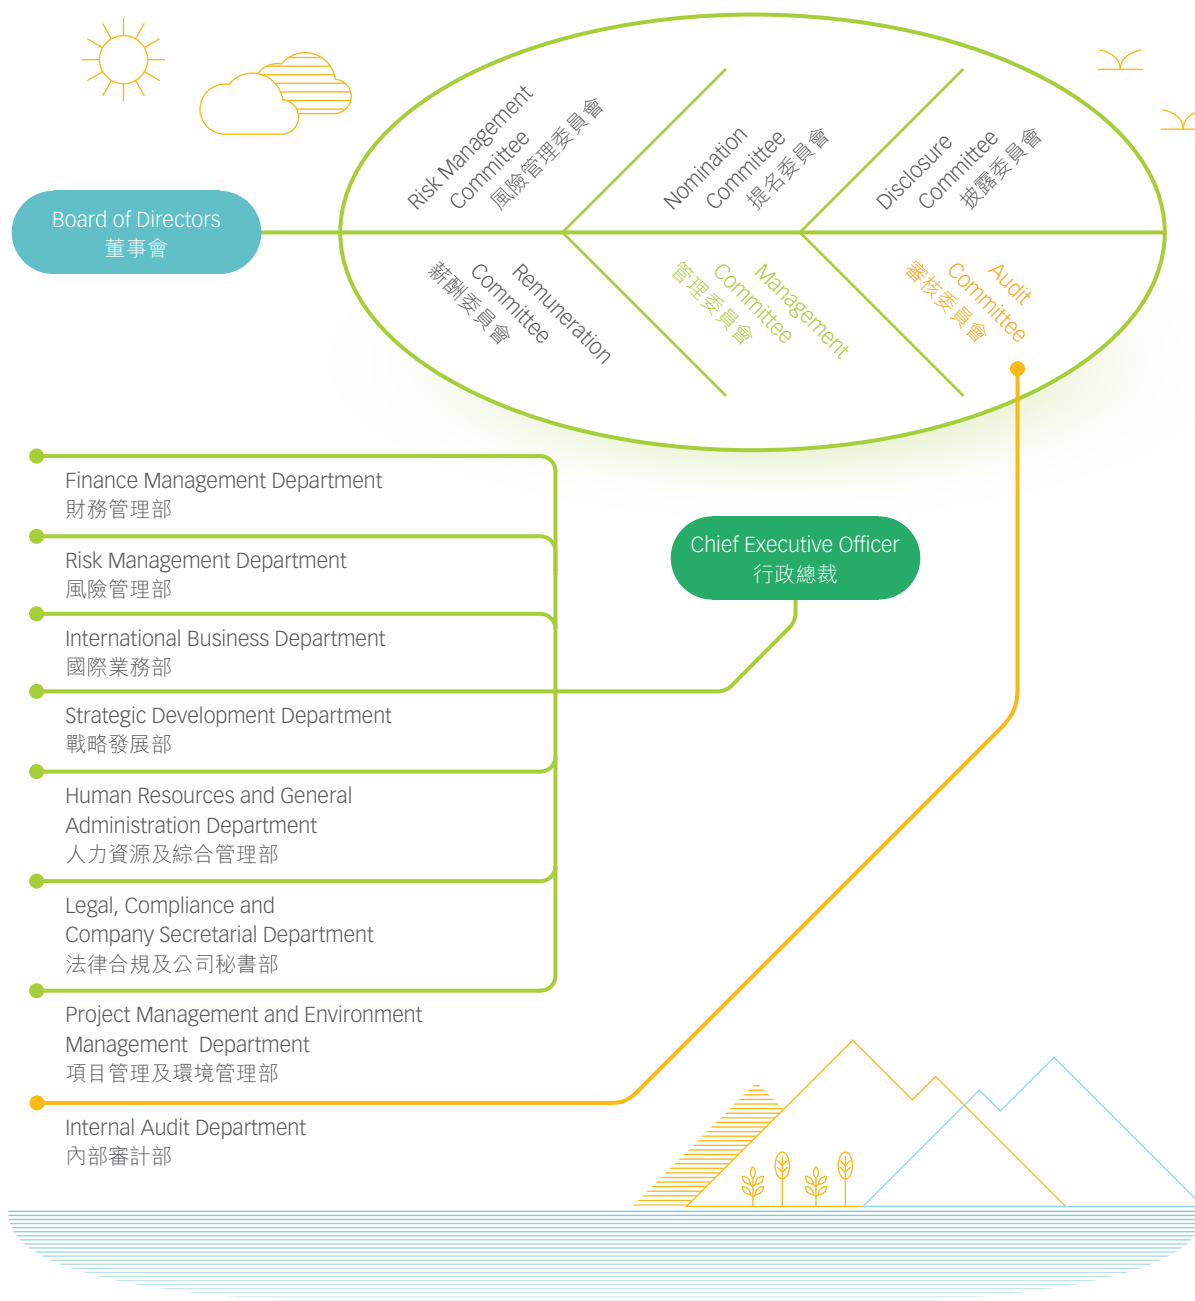 Board of Directors
董事會
Risk Management
Committee
風險管理委員會
Nomination
Committee
提名委員會
Disclosure
Committee
披露委員會
Remuneration
Committee
薪酬委員會
Management
Committee
管理委員會
Audit
Committee
審核委員會
Chief Executive Officer
行政總裁
Finance Management Department
財務管理部
Risk Management Department
風險管理部
International Business Department
國際業務部
Strategic Development Department
戰略發展部
Human Resources and General
Administration Department
人力資源及綜合管理部
Legal, Compliance and
Company Secretarial Department
法律合規及公司秘書部
Project Management and Environment
Management Department
項目管理及環境管理部
Internal Audit Department
內部審計部